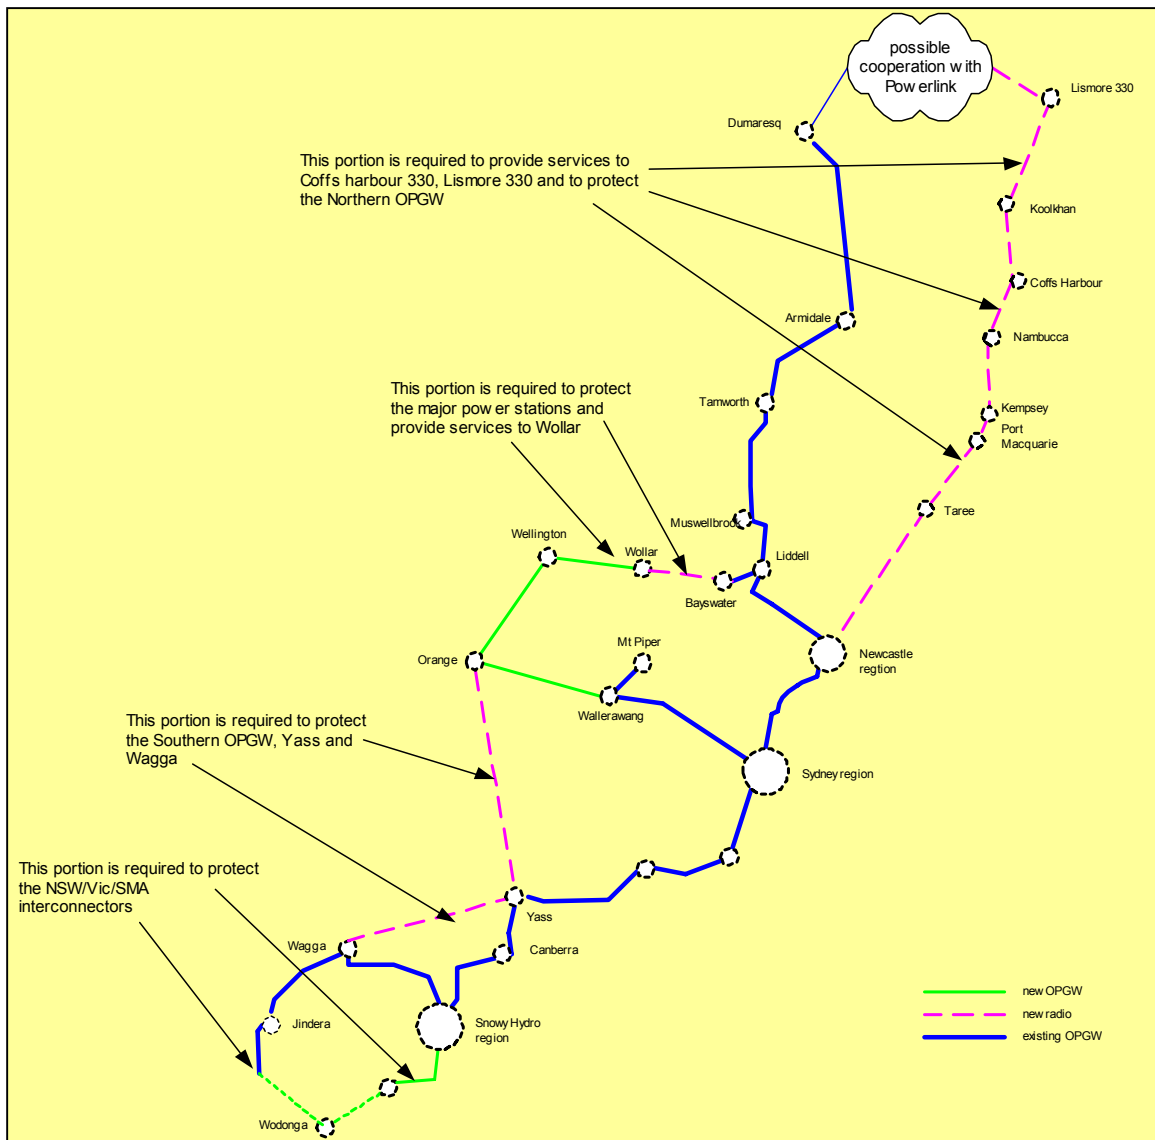 possible
cooperation with
Powerlink
Lismore 330
Dumaresq
This portion is required to provide services to
Coffs harbour 330, Lismore 330 and to protect
the Northern OPGW
Koolkhan
Coffs Harbour
Armidale
Nambucca
This portion is required to protect
the major power stations and
provide services to Wollar
Tamworth
Kempsey
Port
Macquarie
Taree
Muswellbrook
Wellington
Wollar
Liddell
Bayswater
Mt Piper
Orange
Newcastle
regtion
Wallerawang
This portion is required to protect
the Southern OPGW, Yass and
Wagga
Sydney region
This portion is required to protect
the NSW/Vic/SMA
interconnectors
Yass
Wagga
Canberra
new OPGW
new radio
existing OPGW
Jindera
Snowy Hydro
region
Wodonga